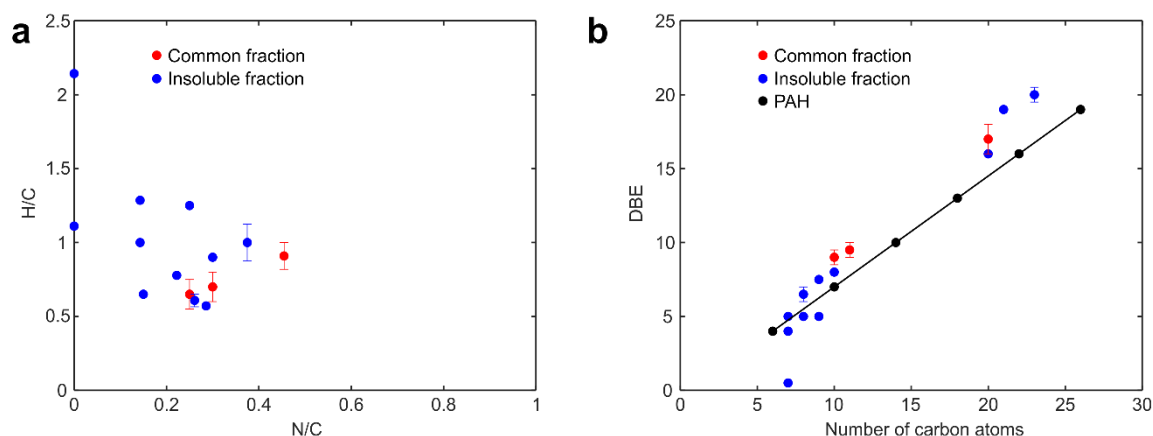 a
2.5
2
1.5
1
0.5
0
H/C
Common fraction
Insoluble fraction
0
0.2
0.4
0.6
0.8
1
N/C
b
25
20
15
10
5
0
DBE
Common fraction
Insoluble fraction
PAH
0
5
10
15
20
25
30
Number of carbon atoms